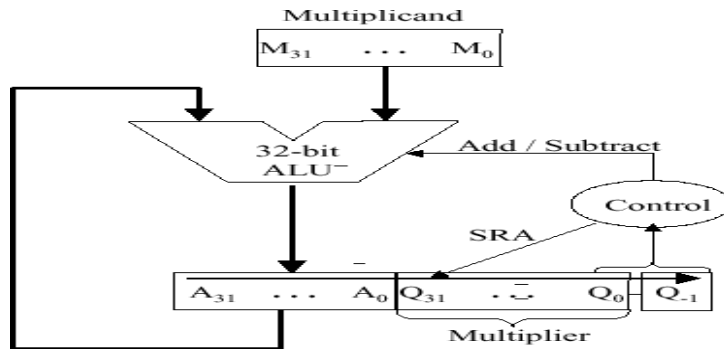 Multiplicand
M31 ... M0
32-bit
ALU
Add / Subtract
Control
SRA
A31 ... A0 Q31 ... Q0 Q-1
Multiplier